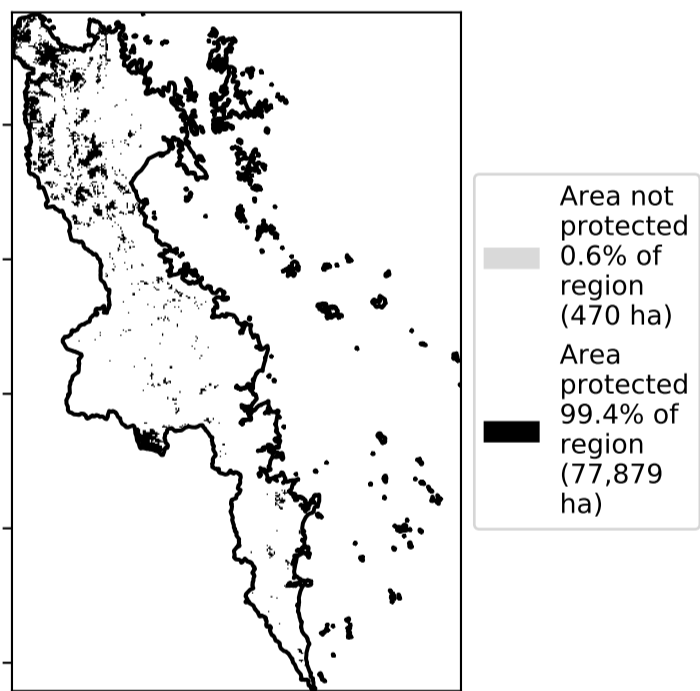 Area not
protected
0.6% of
region
(470 ha)
Area
protected
99.4% of
region
(77,879
ha)